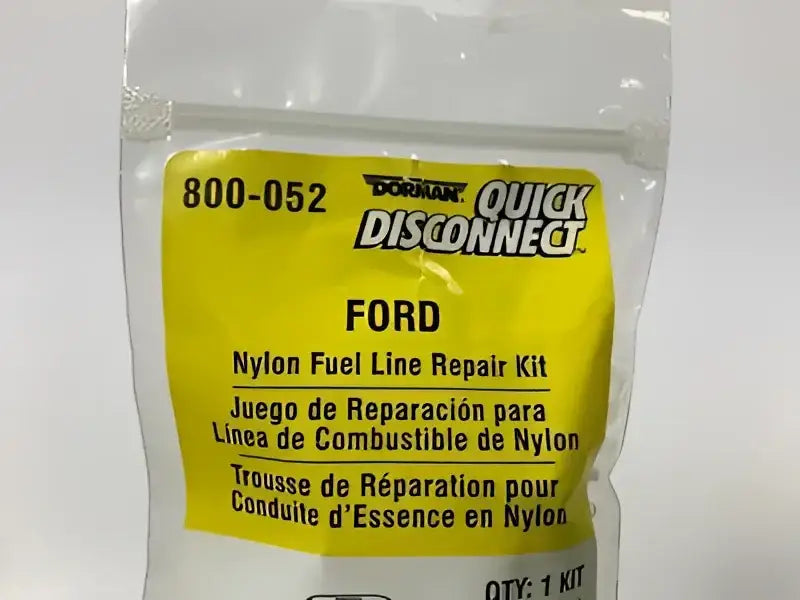 800-052
DORMAN QUICK
DISCONNECT
FORD
Nylon Fuel Line Repair Kit
Juego de Reparación para
Línea de Combustible de Nylon
Trousse de Réparation pour
Conduite d'Essence en Nylon
QTY: 1 KIT